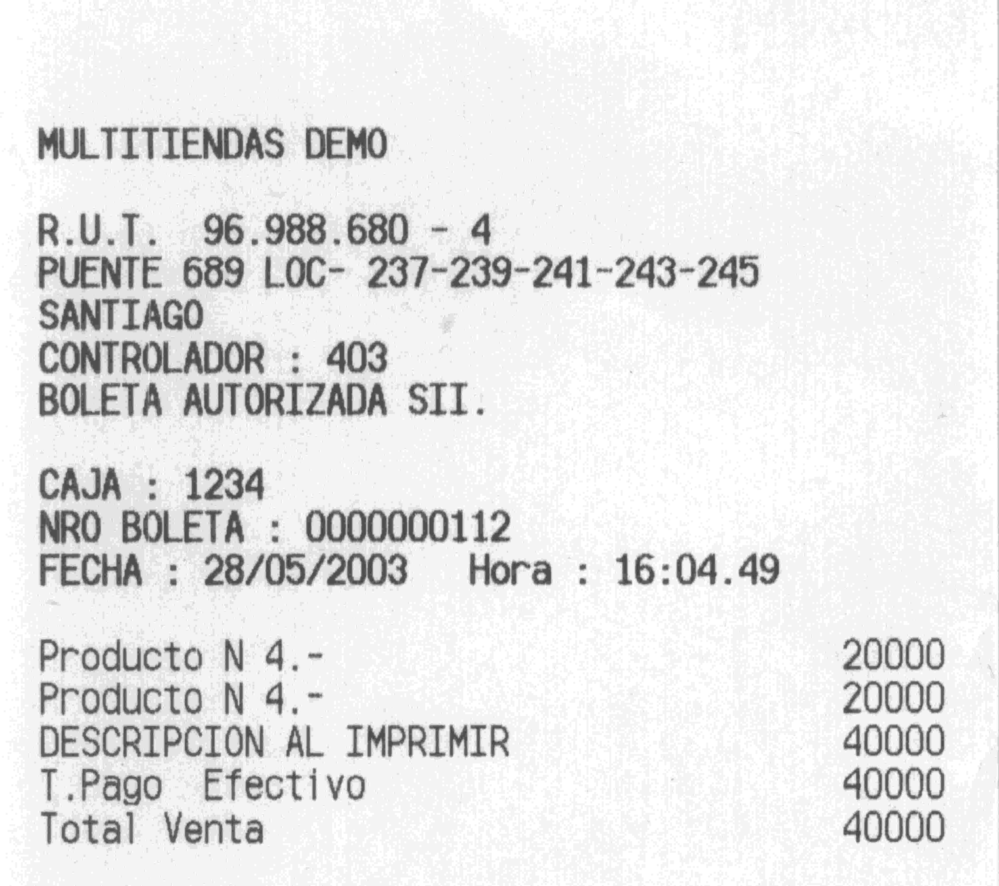 MULTITIENDAS DEMO
R.U.T. 96.988.680 - 4
PUENTE 689 LOC- 237-239-241-243-245
SANTIAGO
CONTROLADOR : 403
BOLETA AUTORIZADA SII.
CAJA : 1234
NRO BOLETA : 0000000112
FECHA : 28/05/2003 Hora : 16:04.49
Producto N 4.- 20000
Producto N 4.- 20000
DESCRIPCION AL IMPRIMIR 40000
T.Pago Efectivo 40000
Total Venta 40000